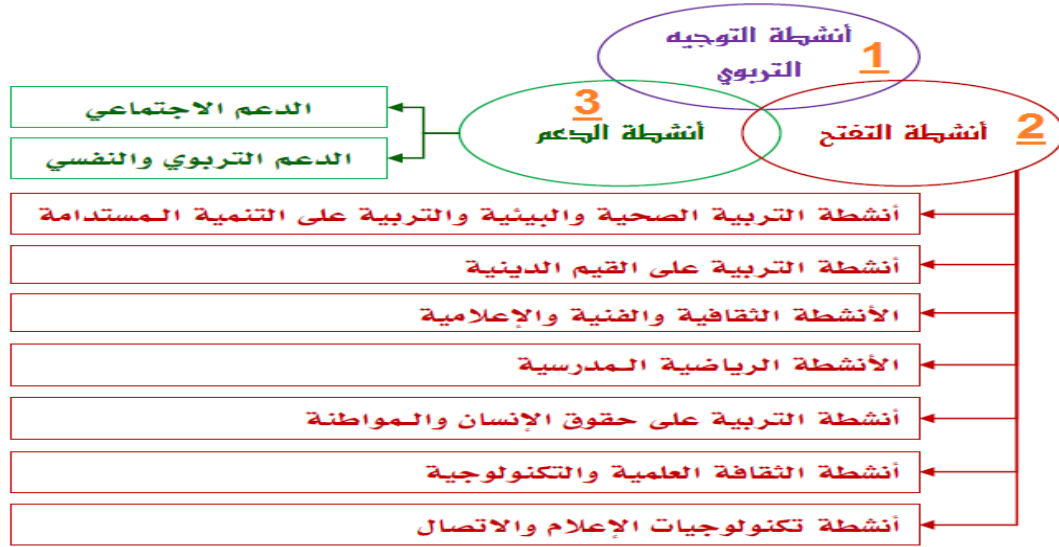 أنشطة التوجيه
التربوي
1
أنشطة التفتح
2
3
أنشطة الدعم
الدعم الاجتماعي
الدعم التربوي والنفسي
أنشطة التربية الصحية والبيئية والتربية على التنمية المستدامة
أنشطة التربية على القيم الدينية
الأنشطة الثقافية والفنية والإعلامية
الأنشطة الرياضية المدرسية
أنشطة التربية على حقوق الإنسان والمواطنة
أنشطة الثقافة العلمية والتكنولوجية
أنشطة تكنولوجيات الإعلام والاتصال